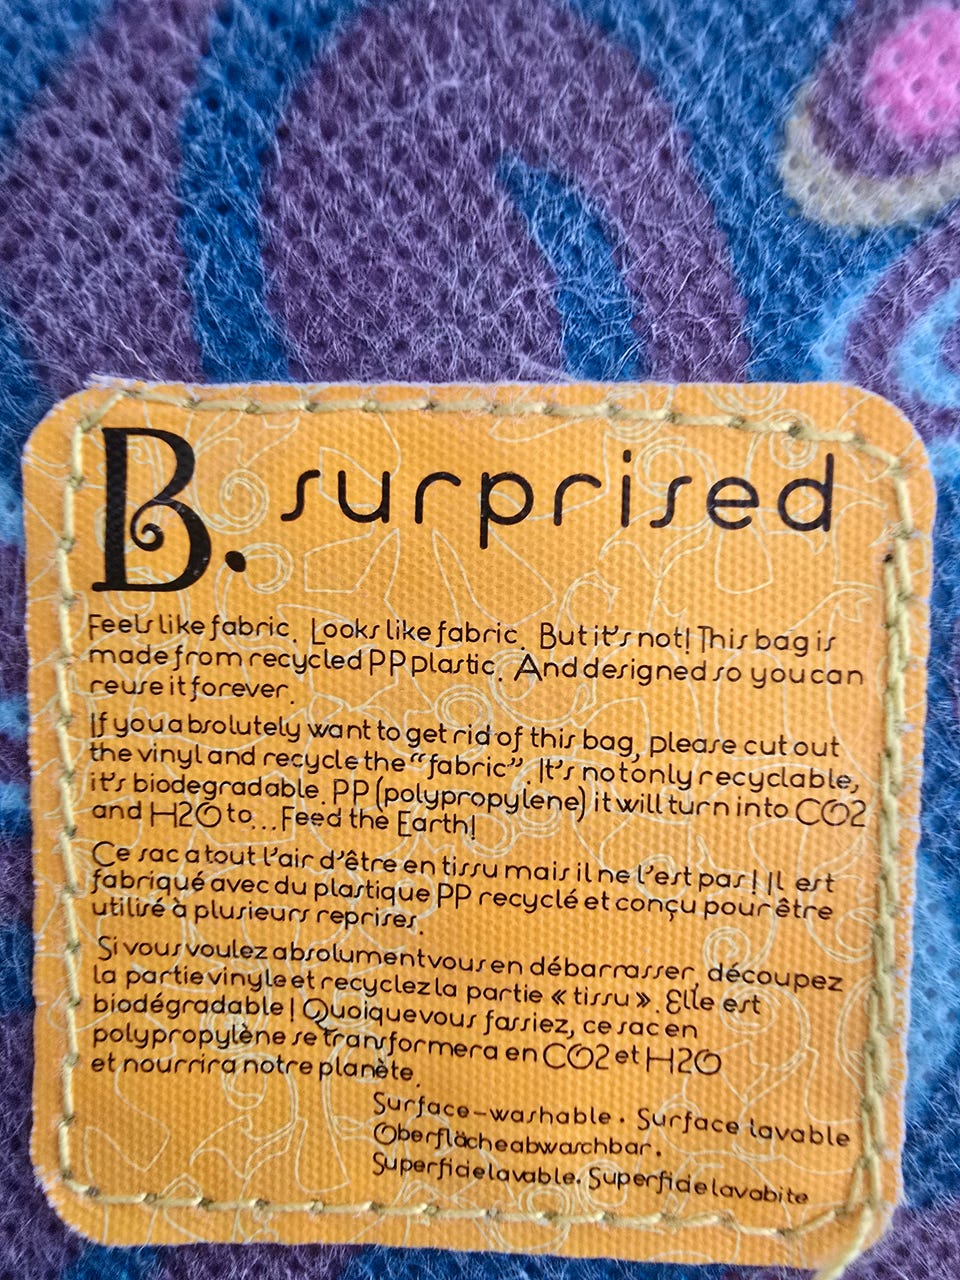 B. surprised
Feels like fabric. Looks like fabric. But it's not! This bag is
made from recycled PP plastic. And designed so you can
reuse it forever.
If you absolutely want to get rid of this bag, please cut out
the vinyl and recycle the "fabric". It's not only recyclable,
it's biodegradable. PP (polypropylene) it will turn into CO2
and H2O to...Feed the Earth!
Ce sac a tout l'air d'être en tissu mais il ne l'est pas! Il est
fabriqué avec du plastique PP recyclé et conçu pour être
utilisé à plusieurs reprises.
Si vous voulez absolument vous en débarrasser, découpez
la partie vinyle et recyclez la partie « tissu ». Elle est
biodégradable! Quoique vous fassiez, ce sac en
polypropylène se transformera en CO2 et H2O
et nourrira notre planète.
Surface-washable • Surface lavable
Oberflächeabwaschbar.
Superficielavable. Superficielavabile